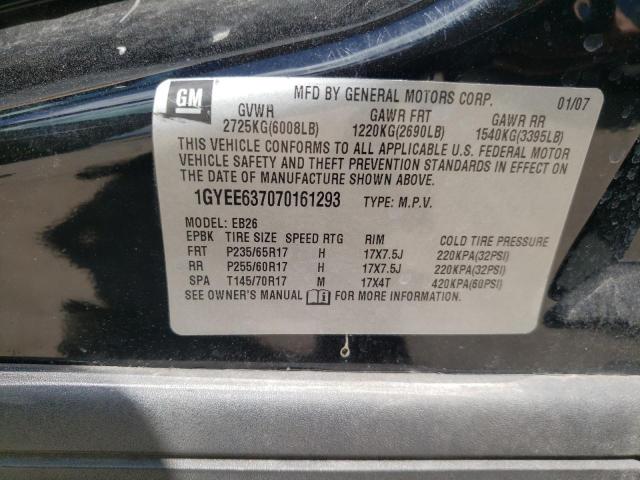 GM
MFD BY GENERAL MOTORS CORP. 01/07
GVWR GAWR FRT GAWR RR
2725KG(6008LB) 1220KG(2690LB) 1540KG(3395LB)
THIS VEHICLE CONFORMS TO ALL APPLICABLE U.S. FEDERAL MOTOR
VEHICLE SAFETY AND THEFT PREVENTION STANDARDS IN EFFECT ON
THE DATE OF MANUFACTURE SHOWN ABOVE.
1GYEE637070161293 TYPE: M.P.V.
MODEL: EB26
EPBK TIRE SIZE SPEED RTG RIM COLD TIRE PRESSURE
FRT P235/65R17 H 17X7.5J 220KPA(32PSI)
RR P255/60R17 H 17X7.5J 220KPA(32PSI)
SPA T145/70R17 M 17X4T 420KPA(60PSI)
SEE OWNER'S MANUAL FOR MORE INFORMATION.